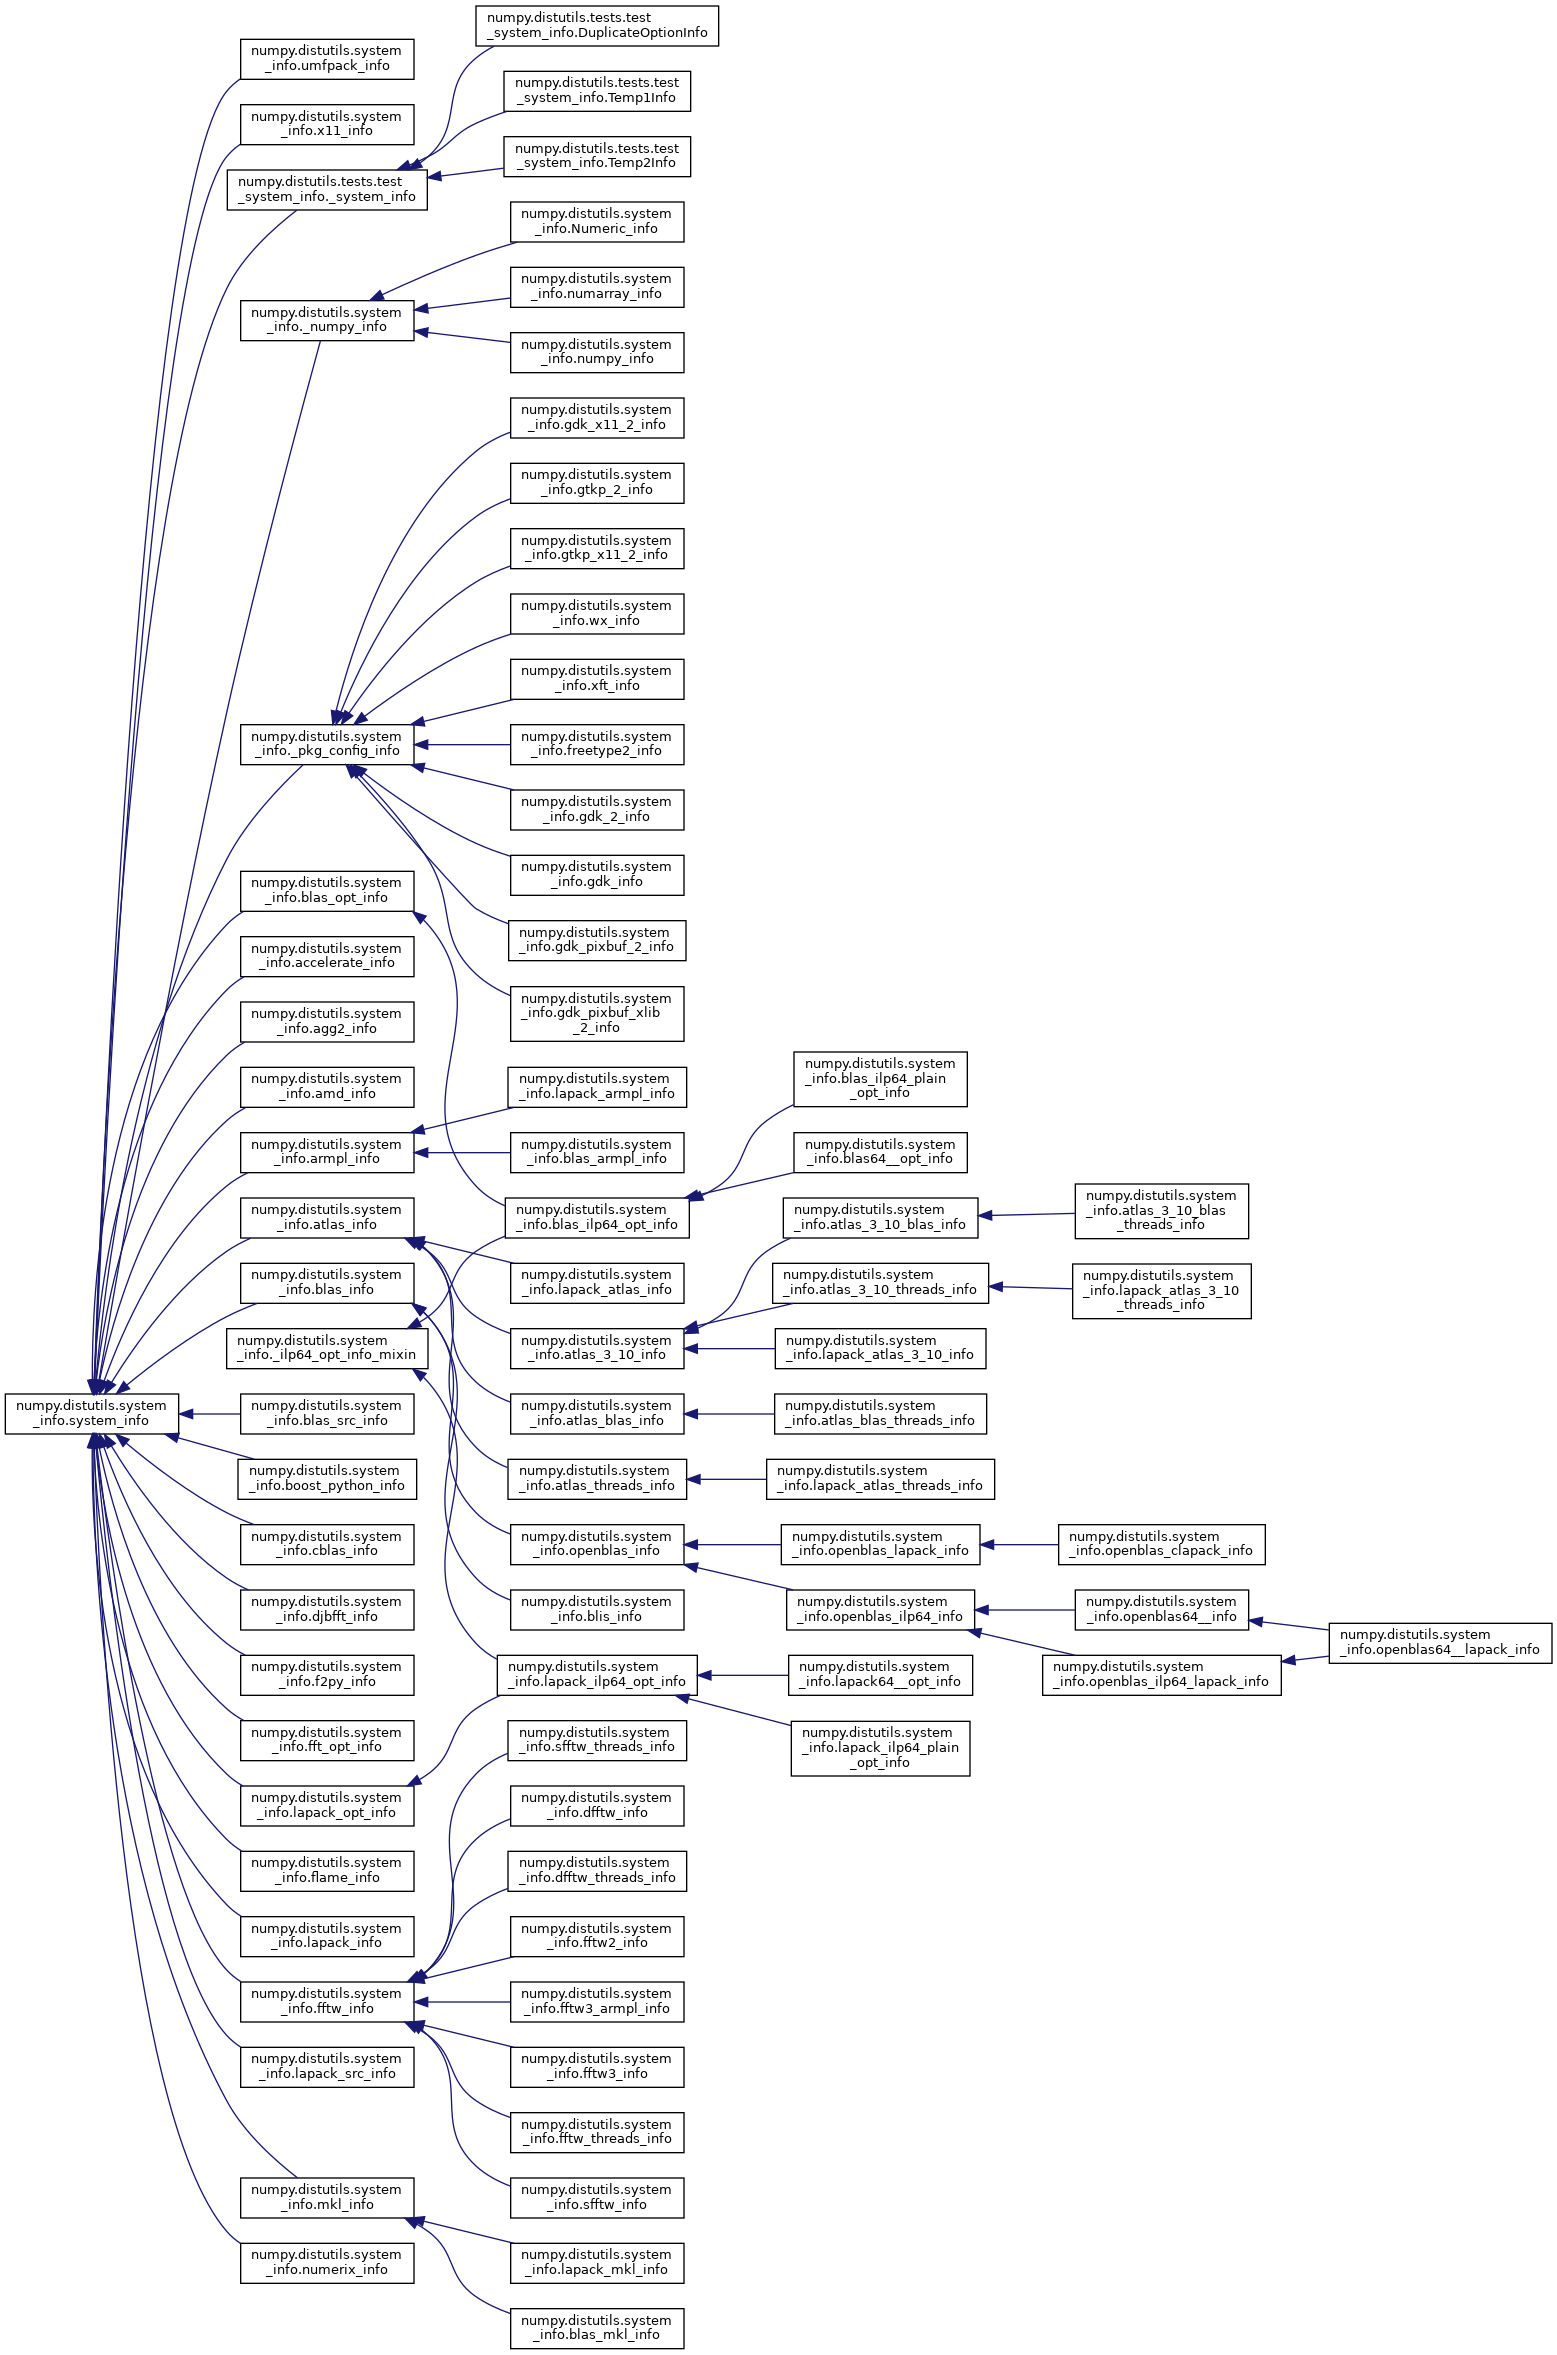 numpy.distutils.system
_info.system_info
numpy.distutils.system
_info.umfpack_info
numpy.distutils.system
_info.x11_info
numpy.distutils.tests.test
_system_info._system_info
numpy.distutils.system
_info._numpy_info
numpy.distutils.system
_info._pkg_config_info
numpy.distutils.system
_info.blas_opt_info
numpy.distutils.system
_info.accelerate_info
numpy.distutils.system
_info.agg2_info
numpy.distutils.system
_info.amd_info
numpy.distutils.system
_info.armpl_info
numpy.distutils.system
_info.atlas_info
numpy.distutils.system
_info.blas_info
numpy.distutils.system
_info._ilp64_opt_info_mixin
numpy.distutils.system
_info.blas_src_info
numpy.distutils.system
_info.boost_python_info
numpy.distutils.system
_info.cblas_info
numpy.distutils.system
_info.djbfft_info
numpy.distutils.system
_info.f2py_info
numpy.distutils.system
_info.fft_opt_info
numpy.distutils.system
_info.lapack_opt_info
numpy.distutils.system
_info.flame_info
numpy.distutils.system
_info.lapack_info
numpy.distutils.system
_info.fftw_info
numpy.distutils.system
_info.lapack_src_info
numpy.distutils.system
_info.mkl_info
numpy.distutils.system
_info.numerix_info
numpy.distutils.tests.test
_system_info.DuplicateOptionInfo
numpy.distutils.tests.test
_system_info.Temp1Info
numpy.distutils.tests.test
_system_info.Temp2Info
numpy.distutils.system
_info.Numeric_info
numpy.distutils.system
_info.numarray_info
numpy.distutils.system
_info.numpy_info
numpy.distutils.system
_info.gdk_x11_2_info
numpy.distutils.system
_info.gtkp_2_info
numpy.distutils.system
_info.gtkp_x11_2_info
numpy.distutils.system
_info.wx_info
numpy.distutils.system
_info.xft_info
numpy.distutils.system
_info.freetype2_info
numpy.distutils.system
_info.gdk_2_info
numpy.distutils.system
_info.gdk_info
numpy.distutils.system
_info.gdk_pixbuf_2_info
numpy.distutils.system
_info.gdk_pixbuf_xlib
_2_info
numpy.distutils.system
_info.lapack_armpl_info
numpy.distutils.system
_info.blas_armpl_info
numpy.distutils.system
_info.blas_ilp64_opt_info
numpy.distutils.system
_info.lapack_atlas_info
numpy.distutils.system
_info.atlas_3_10_info
numpy.distutils.system
_info.atlas_blas_info
numpy.distutils.system
_info.atlas_threads_info
numpy.distutils.system
_info.openblas_info
numpy.distutils.system
_info.blis_info
numpy.distutils.system
_info.lapack_ilp64_opt_info
numpy.distutils.system
_info.sfftw_threads_info
numpy.distutils.system
_info.dfftw_info
numpy.distutils.system
_info.dfftw_threads_info
numpy.distutils.system
_info.fftw2_info
numpy.distutils.system
_info.fftw3_armpl_info
numpy.distutils.system
_info.fftw3_info
numpy.distutils.system
_info.fftw_threads_info
numpy.distutils.system
_info.sfftw_info
numpy.distutils.system
_info.lapack_mkl_info
numpy.distutils.system
_info.blas_mkl_info
numpy.distutils.system
_info.blas_ilp64_plain
_opt_info
numpy.distutils.system
_info.blas64__opt_info
numpy.distutils.system
_info.atlas_3_10_blas_info
numpy.distutils.system
_info.atlas_3_10_threads_info
numpy.distutils.system
_info.lapack_atlas_3_10_info
numpy.distutils.system
_info.atlas_blas_threads_info
numpy.distutils.system
_info.lapack_atlas_threads_info
numpy.distutils.system
_info.openblas_lapack_info
numpy.distutils.system
_info.openblas_ilp64_info
numpy.distutils.system
_info.lapack64__opt_info
numpy.distutils.system
_info.lapack_ilp64_plain
_opt_info
numpy.distutils.system
_info.atlas_3_10_blas
_threads_info
numpy.distutils.system
_info.lapack_atlas_3_10
_threads_info
numpy.distutils.system
_info.openblas_clapack_info
numpy.distutils.system
_info.openblas64__info
numpy.distutils.system
_info.openblas_ilp64_lapack_info
numpy.distutils.system
_info.openblas64__lapack_info